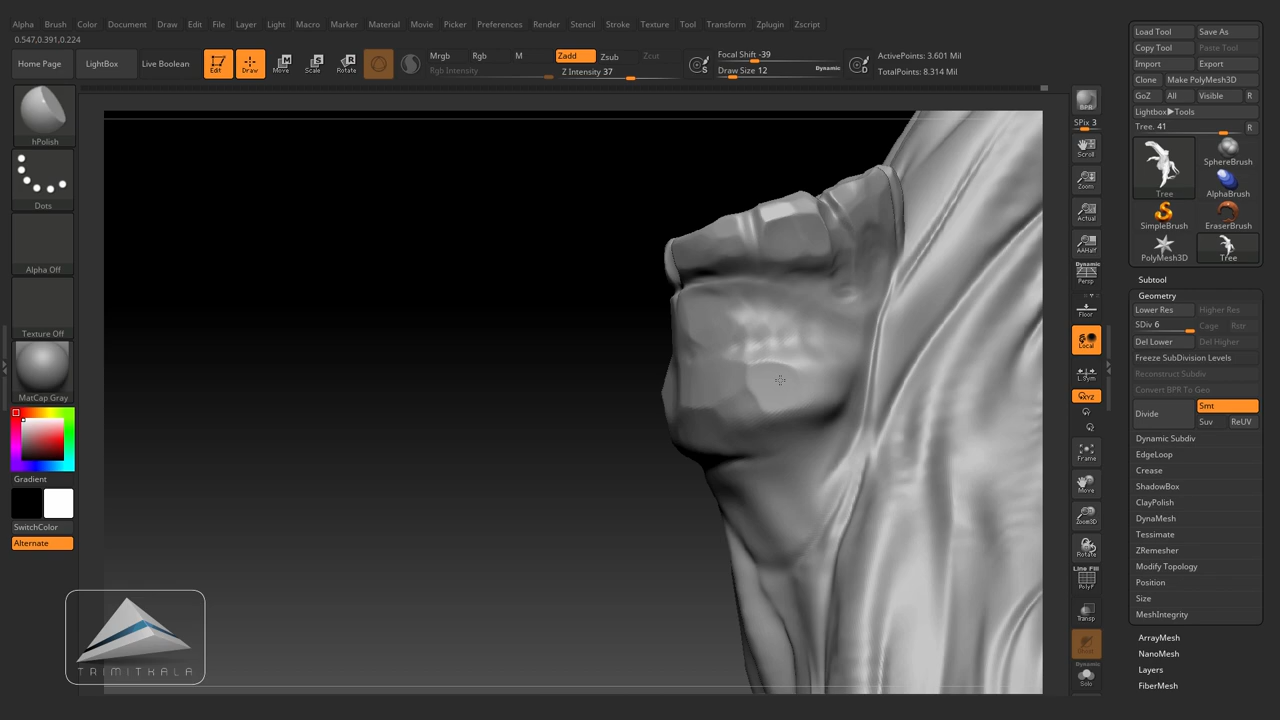 Alpha Brush Color Document Draw Edit File Layer Light Macro Marker Material Movie Picker Preferences Render Stencil Stroke Texture Tool Transform Zplugin Zscript
0.547,0.391,0.224
Home Page LightBox Live Boolean Edit Draw Move Scale Rotate
Mrgb Rgb M
Rgb Intensity
Zadd Zsub Zcut
Z Intensity 37
S
Focal Shift -39
Draw Size 12 Dynamic
D
ActivePoints: 3.601 Mil
TotalPoints: 8.314 Mil
hPolish
Dots
Alpha Off
Texture Off
MatCap Gray
Gradient
SwitchColor
Alternate
TRIMITKALA
BPR
SPix 3
Scroll
Zoom
Actual
AAHalf
Dynamic
Persp
Floor
Local
L.Sym
XYZ
Frame
Move
Zoom3D
Rotate
Line Fill
PolyF
Transp
Dynamic
Solo
Load Tool Save As
Copy Tool Paste Tool
Import Export
Clone Make PolyMesh3D
GoZ All Visible R
Lightbox▶Tools
Tree. 41 R
Tree SphereBrush
AlphaBrush
SimpleBrush EraserBrush
PolyMesh3D Tree
Subtool
Geometry
Lower Res Higher Res
SDiv 6 Cage Rstr
Del Lower Del Higher
Freeze SubDivision Levels
Reconstruct Subdiv
Convert BPR To Geo
Divide Smt
Suv ReUV
Dynamic Subdiv
EdgeLoop
Crease
ShadowBox
ClayPolish
DynaMesh
Tessimate
ZRemesher
Modify Topology
Position
Size
MeshIntegrity
ArrayMesh
NanoMesh
Layers
FiberMesh